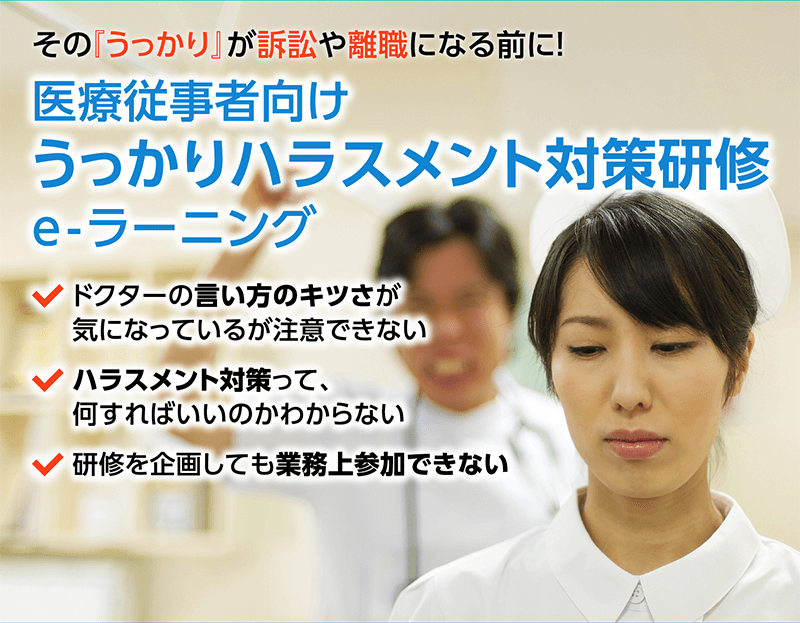 その『うっかり』が訴訟や離職になる前に!
医療従事者向け
うっかりハラスメント対策研修
e-ラーニング
ドクターの言い方のキツさが
気になっているが注意できない
ハラスメント対策って、
何すればいいのかわからない
研修を企画しても業務上参加できない